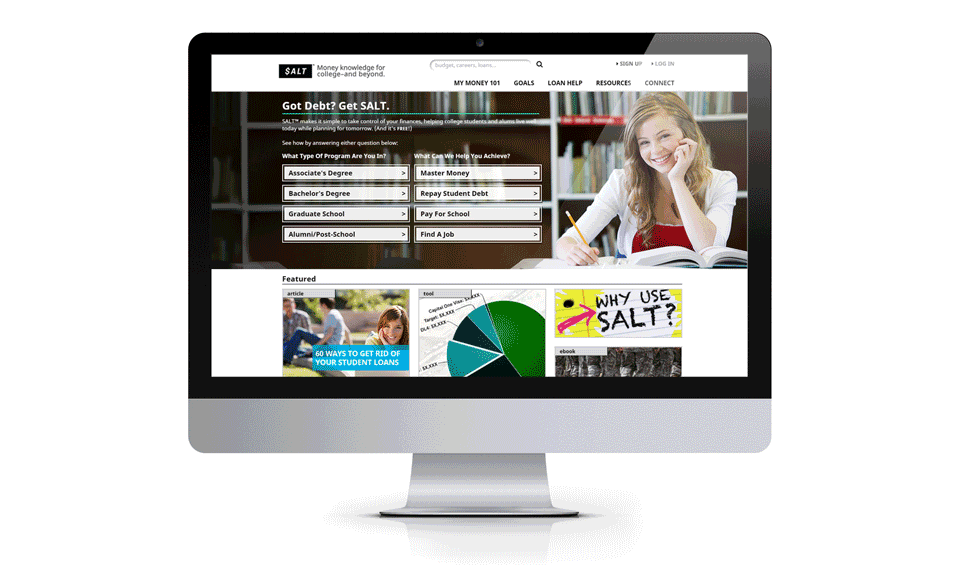 $ALT™ Money knowledge for
college–and beyond.
budget, careers, loans...
SIGN UP LOG IN
MY MONEY 101 GOALS LOAN HELP RESOURCES CONNECT
Got Debt? Get SALT.
SALT™ makes it simple to take control of your finances, helping college students and alums live well
today while planning for tomorrow. (And it's FREE!)
See how by answering either question below:
What Type Of Program Are You In? What Can We Help You Achieve?
Associate's Degree > Master Money >
Bachelor's Degree > Repay Student Debt >
Graduate School > Pay For School >
Alumni/Post-School > Find A Job >
Featured
article
60 WAYS TO GET RID OF
YOUR STUDENT LOANS
tool
Capital One Visa: $X,XXX
Target: $X,XXX
DLA: $X,XXX
$X,XXX
WHY USE
SALT?
ebook